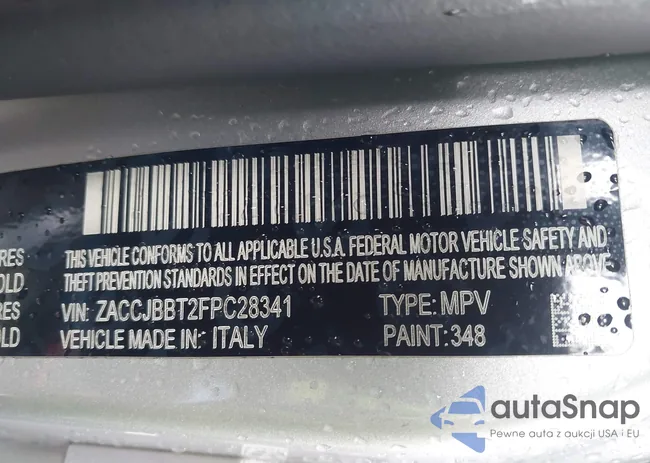 THIS VEHICLE CONFORMS TO ALL APPLICABLE U.S.A. FEDERAL MOTOR VEHICLE SAFETY AND
THEFT PREVENTION STANDARDS IN EFFECT ON THE DATE OF MANUFACTURE SHOWN ABOVE.
VIN: ZACCJBBT2FPC28341 TYPE: MPV
VEHICLE MADE IN: ITALY PAINT: 348
RES
OLD.
RES
OLD
autoSnap
Pewne auta z aukcji USA i EU